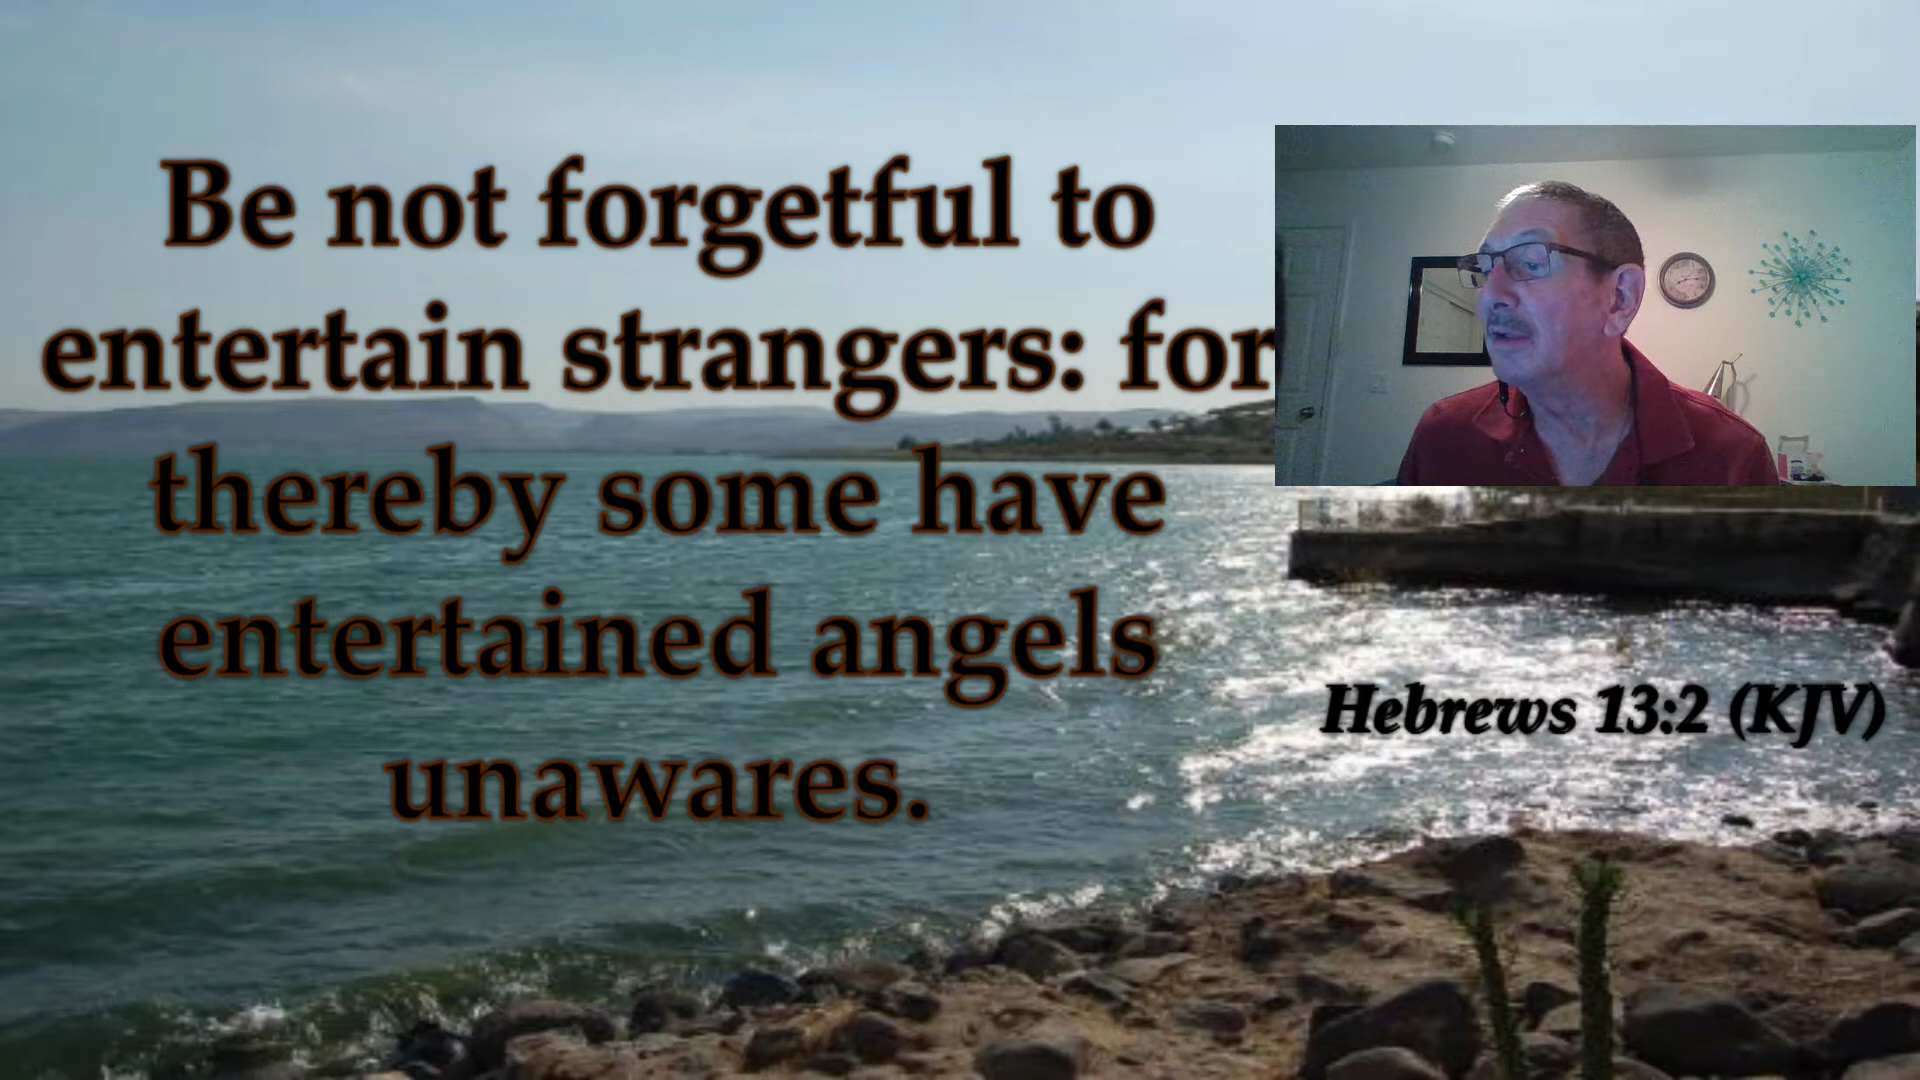 Be not forgetful to
entertain strangers: for
thereby some have
entertained angels
unawares.
Hebrews 13:2 (KJV)